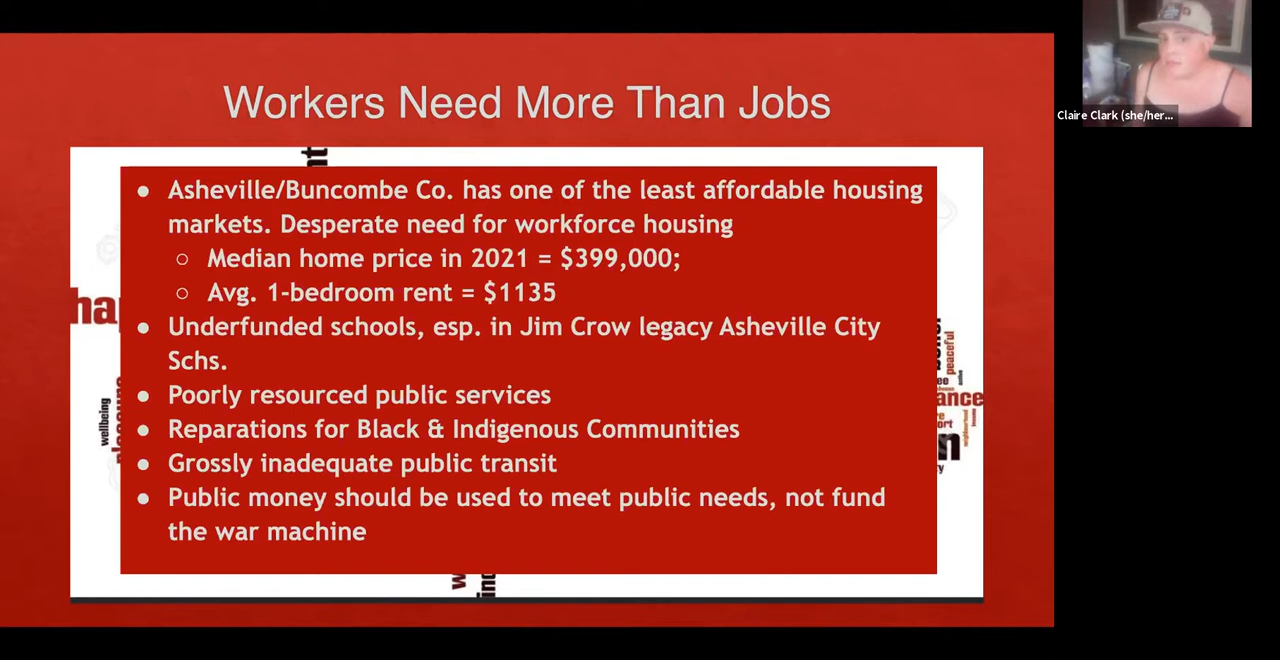 Workers Need More Than Jobs
Claire Clark (she/her...
● Asheville/Buncombe Co. has one of the least affordable housing
markets. Desperate need for workforce housing
○ Median home price in 2021 = $399,000;
○ Avg. 1-bedroom rent = $1135
● Underfunded schools, esp. in Jim Crow legacy Asheville City
Schs.
● Poorly resourced public services
● Reparations for Black & Indigenous Communities
● Grossly inadequate public transit
● Public money should be used to meet public needs, not fund
the war machine
wellbeing
peaceful